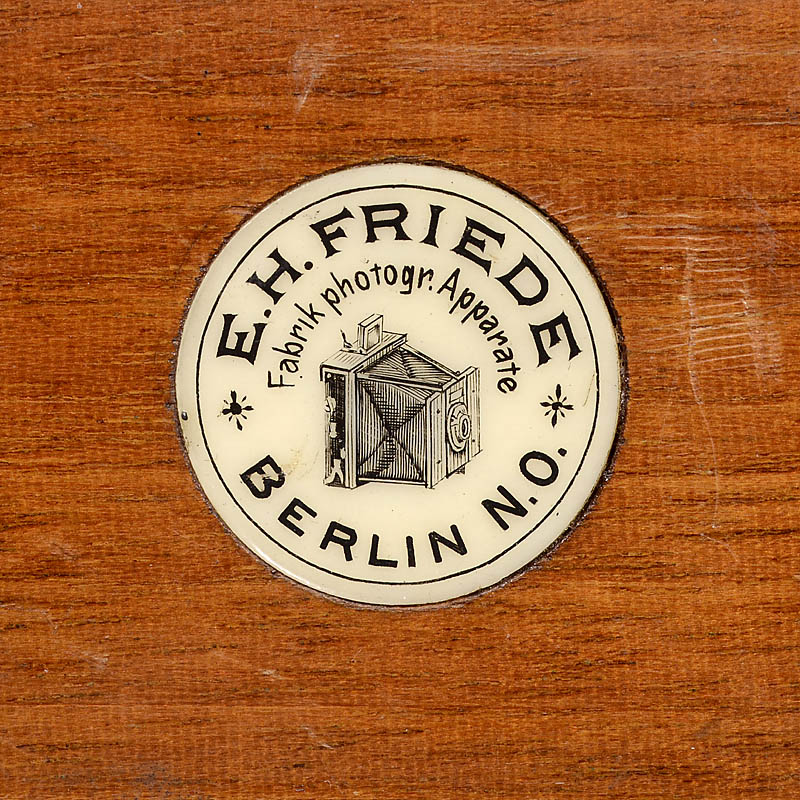 E.H. FRIEDE
Fabrik photogr. Apparate
BERLIN N.O.